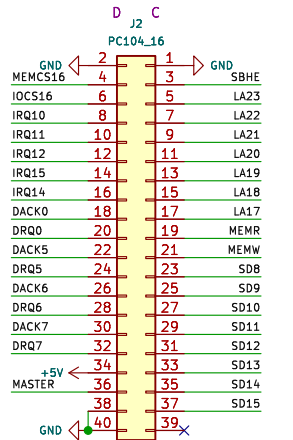 D C
J2
PC104_16
GND 2 1 GND
MEMCS16 4 3 SBHE
IOCS16 6 5 LA23
IRQ10 8 7 LA22
IRQ11 10 9 LA21
IRQ12 12 11 LA20
IRQ15 14 13 LA19
IRQ14 16 15 LA18
DACK0 18 17 LA17
DRQ0 20 19 MEMR
DACK5 22 21 MEMW
DRQ5 24 23 SD8
DACK6 26 25 SD9
DRQ6 28 27 SD10
DACK7 30 29 SD11
DRQ7 32 31 SD12
+5V 34 33 SD13
MASTER 36 35 SD14
38 37 SD15
GND 40 39